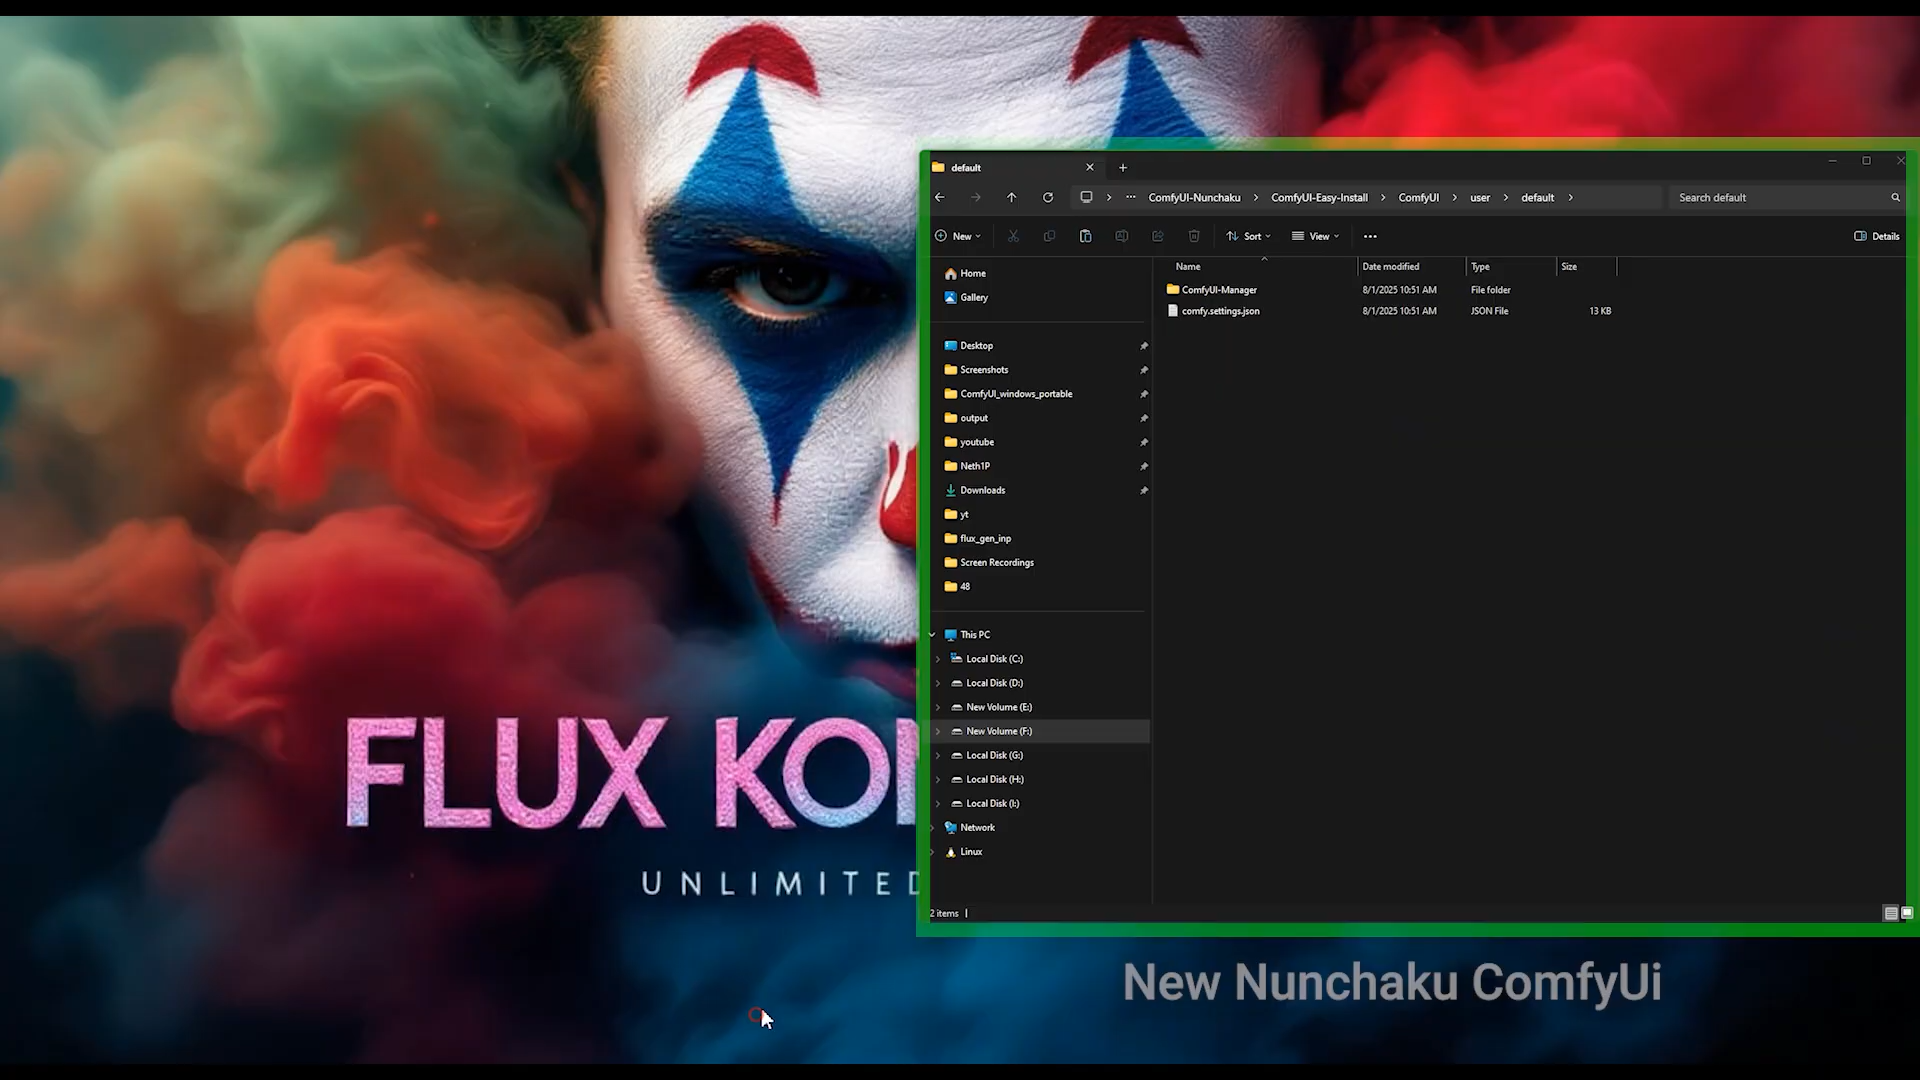 default
ComfyUI-Nunchaku
ComfyUI-Easy-Install
ComfyUI
user
default
Search default
New
Sort
View
Details
Name
Date modified
Type
Size
ComfyUI-Manager
8/1/2025 10:51 AM
File folder
comfy.settings.json
8/1/2025 10:51 AM
JSON File
13 KB
Home
Gallery
Desktop
Screenshots
ComfyUI_windows_portable
output
youtube
Neth1P
Downloads
yt
flux_gen_inp
Screen Recordings
48
This PC
Local Disk (C:)
Local Disk (D:)
New Volume (E:)
New Volume (F:)
Local Disk (G:)
Local Disk (H:)
Local Disk (I:)
Network
Linux
2 items
FLUX KON
UNLIMITED
New Nunchaku ComfyUi